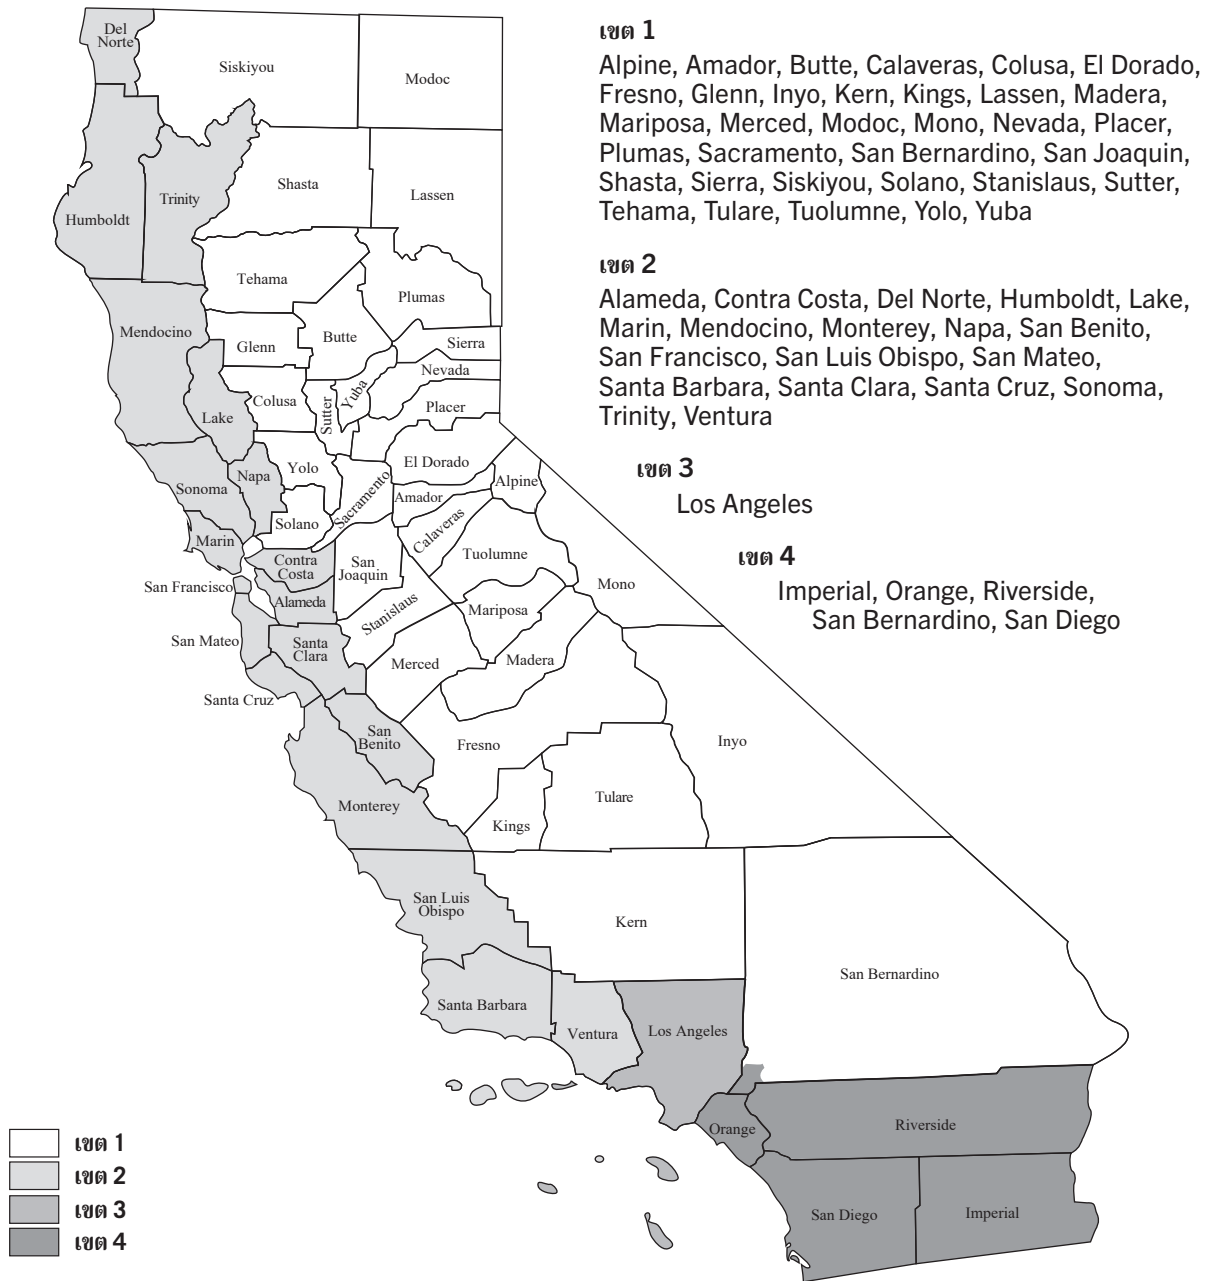 เขต 1
Alpine, Amador, Butte, Calaveras, Colusa, El Dorado,
Fresno, Glenn, Inyo, Kern, Kings, Lassen, Madera,
Mariposa, Merced, Modoc, Mono, Nevada, Placer,
Plumas, Sacramento, San Bernardino, San Joaquin,
Shasta, Sierra, Siskiyou, Solano, Stanislaus, Sutter,
Tehama, Tulare, Tuolumne, Yolo, Yuba
เขต 2
Alameda, Contra Costa, Del Norte, Humboldt, Lake,
Marin, Mendocino, Monterey, Napa, San Benito,
San Francisco, San Luis Obispo, San Mateo,
Santa Barbara, Santa Clara, Santa Cruz, Sonoma,
Trinity, Ventura
เขต 3
Los Angeles
เขต 4
Imperial, Orange, Riverside,
San Bernardino, San Diego
Del
Norte
Siskiyou
Modoc
Humboldt
Trinity
Shasta
Lassen
Tehama
Plumas
Mendocino
Glenn
Butte
Sierra
Nevada
Yuba
Sutter
Colusa
Placer
Lake
Yolo
El Dorado
Napa
Sonoma
Sacramento
Alpine
Amador
Solano
Calaveras
Marin
Contra
Costa
San
Joaquin
Tuolumne
Mono
San Francisco
Alameda
Stanislaus
Mariposa
San Mateo
Santa
Clara
Merced
Madera
Santa Cruz
San
Benito
Fresno
Inyo
Monterey
Kings
Tulare
San Luis
Obispo
Kern
San Bernardino
Santa Barbara
Ventura
Los Angeles
Orange
Riverside
San Diego
Imperial
เขต 1
เขต 2
เขต 3
เขต 4